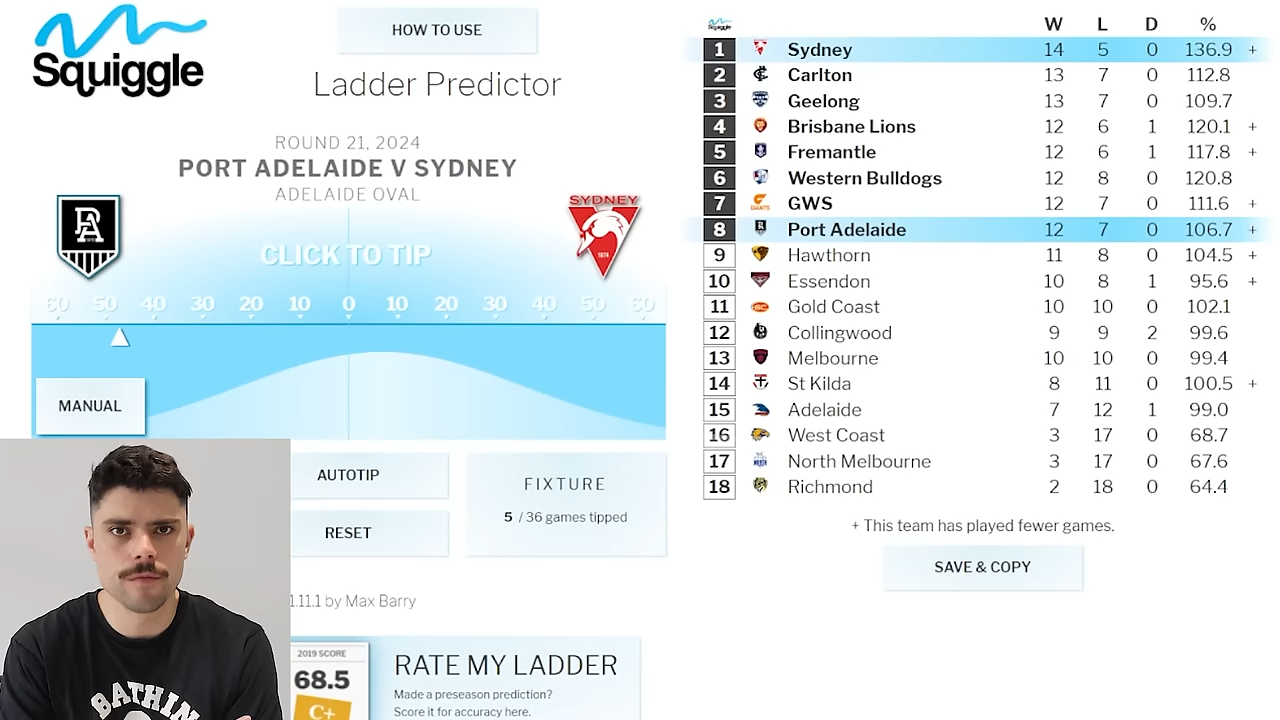 Squiggle
HOW TO USE
Ladder Predictor
ROUND 21, 2024
PORT ADELAIDE V SYDNEY
ADELAIDE OVAL
PA
SYDNEY
CLICK TO TIP
60 50 40 30 20 10 0 10 20 30 40 50 60
MANUAL
AUTOTIP
RESET
FIXTURE
5 / 36 games tipped
1.11.1 by Max Barry
2019 SCORE
68.5
C+
RATE MY LADDER
Made a preseason prediction?
Score it for accuracy here.
BATHIN
W L D %
1 Sydney 14 5 0 136.9 +
2 Carlton 13 7 0 112.8
3 Geelong 13 7 0 109.7
4 Brisbane Lions 12 6 1 120.1 +
5 Fremantle 12 6 1 117.8 +
6 Western Bulldogs 12 8 0 120.8
7 GWS 12 7 0 111.6 +
8 Port Adelaide 12 7 0 106.7 +
9 Hawthorn 11 8 0 104.5 +
10 Essendon 10 8 1 95.6 +
11 Gold Coast 10 10 0 102.1
12 Collingwood 9 9 2 99.6
13 Melbourne 10 10 0 99.4
14 St Kilda 8 11 0 100.5 +
15 Adelaide 7 12 1 99.0
16 West Coast 3 17 0 68.7
17 North Melbourne 3 17 0 67.6
18 Richmond 2 18 0 64.4
+ This team has played fewer games.
SAVE & COPY